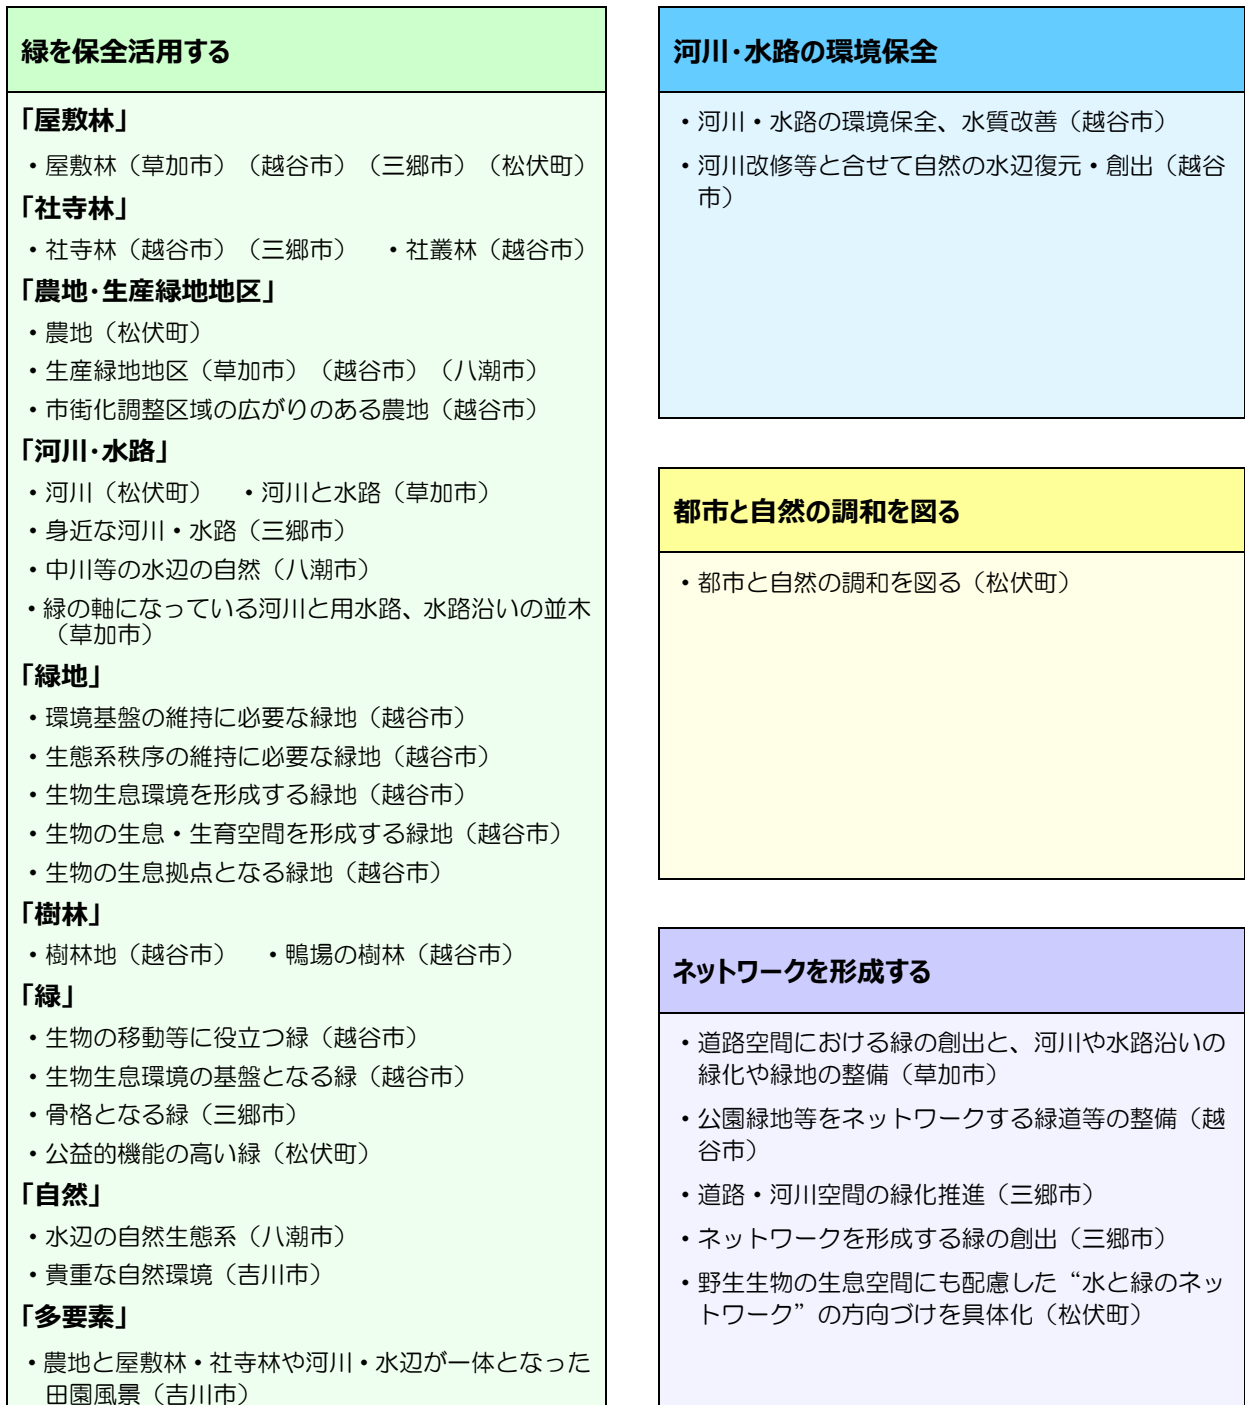 緑を保全活用する
「屋敷林」
・屋敷林（草加市）（越谷市）（三郷市）（松伏町）
「社寺林」
・社寺林（越谷市）（三郷市）　・社叢林（越谷市）
「農地・生産緑地地区」
・農地（松伏町）
・生産緑地地区（草加市）（越谷市）（八潮市）
・市街化調整区域の広がりのある農地（越谷市）
「河川・水路」
・河川（松伏町）　・河川と水路（草加市）
・身近な河川・水路（三郷市）
・中川等の水辺の自然（八潮市）
・緑の軸になっている河川と用水路、水路沿いの並木
（草加市）
「緑地」
・環境基盤の維持に必要な緑地（越谷市）
・生態系秩序の維持に必要な緑地（越谷市）
・生物生息環境を形成する緑地（越谷市）
・生物の生息・生育空間を形成する緑地（越谷市）
・生物の生息拠点となる緑地（越谷市）
「樹林」
・樹林地（越谷市）　・鴨場の樹林（越谷市）
「緑」
・生物の移動等に役立つ緑（越谷市）
・生物生息環境の基盤となる緑（越谷市）
・骨格となる緑（三郷市）
・公益的機能の高い緑（松伏町）
「自然」
・水辺の自然生態系（八潮市）
・貴重な自然環境（吉川市）
「多要素」
・農地と屋敷林・社寺林や河川・水辺が一体となった
田園風景（吉川市）
河川・水路の環境保全
・河川・水路の環境保全、水質改善（越谷市）
・河川改修等と合せて自然の水辺復元・創出（越谷
市）
都市と自然の調和を図る
・都市と自然の調和を図る（松伏町）
ネットワークを形成する
・道路空間における緑の創出と、河川や水路沿いの
緑化や緑地の整備（草加市）
・公園緑地等をネットワークする緑道等の整備（越
谷市）
・道路・河川空間の緑化推進（三郷市）
・ネットワークを形成する緑の創出（三郷市）
・野生生物の生息空間にも配慮した“水と緑のネッ
トワーク”の方向づけを具体化（松伏町）